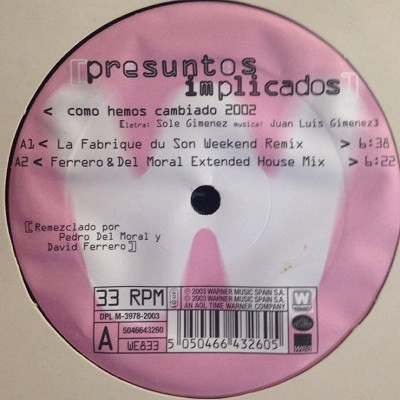 [presuntos
implicados]
< como hemos cambiado 2002
[letra: Sole Gimenez musica: Juan Luis Gimenez]
A1 < La Fabrique du Son Weekend Remix > 6:38
A2 < Ferrero & Del Moral Extended House Mix > 6:22
[Remezclado por
Pedro Del Moral y
David Ferrero]
33 RPM
DPL M-3978-2003
A 5046643260
WE833
℗ 2003 WARNER MUSIC SPAIN S.A.
© 2003 WARNER MUSIC SPAIN S.A.
AN AOL TIME WARNER COMPANY
5 050466 432605